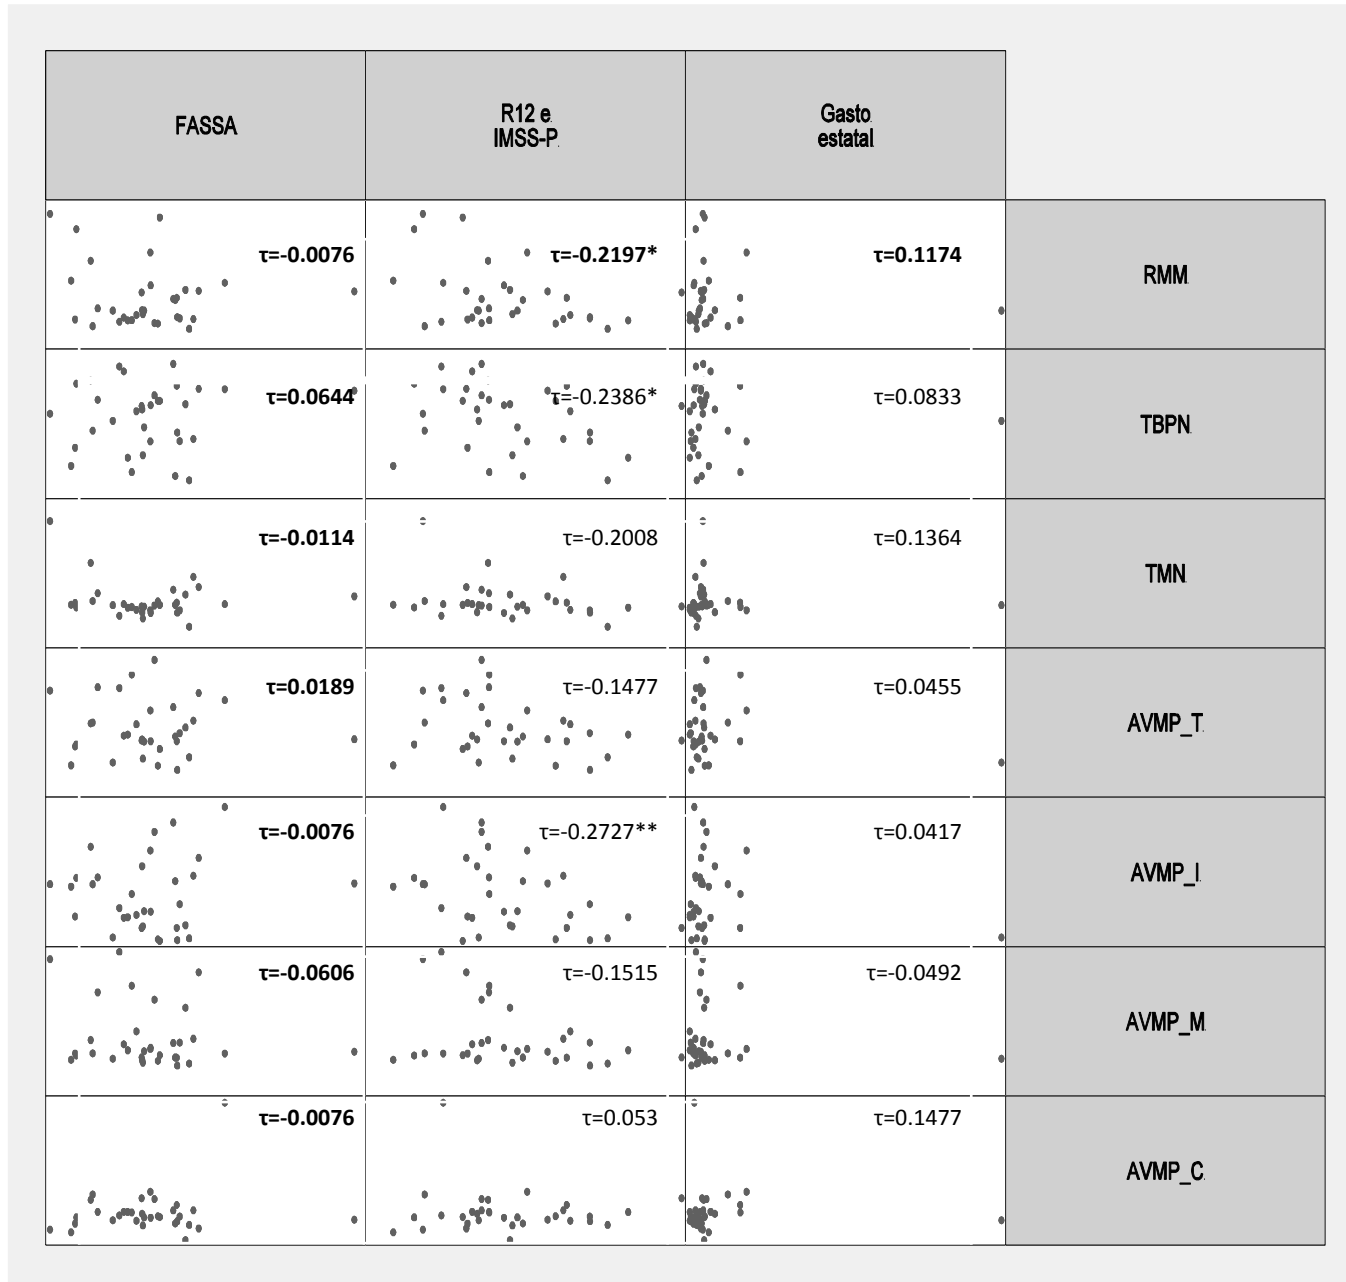 FASSA
R12 e
IMSS-P
Gasto
estatal
τ=-0.0076
τ=-0.2197*
τ=0.1174
RMM
τ=0.0644
τ=-0.2386*
τ=0.0833
TBPN
τ=-0.0114
τ=-0.2008
τ=0.1364
TMN
τ=0.0189
τ=-0.1477
τ=0.0455
AVMP_T
τ=-0.0076
τ=-0.2727**
τ=0.0417
AVMP_I
τ=-0.0606
τ=-0.1515
τ=-0.0492
AVMP_M
τ=-0.0076
τ=0.053
τ=0.1477
AVMP_C